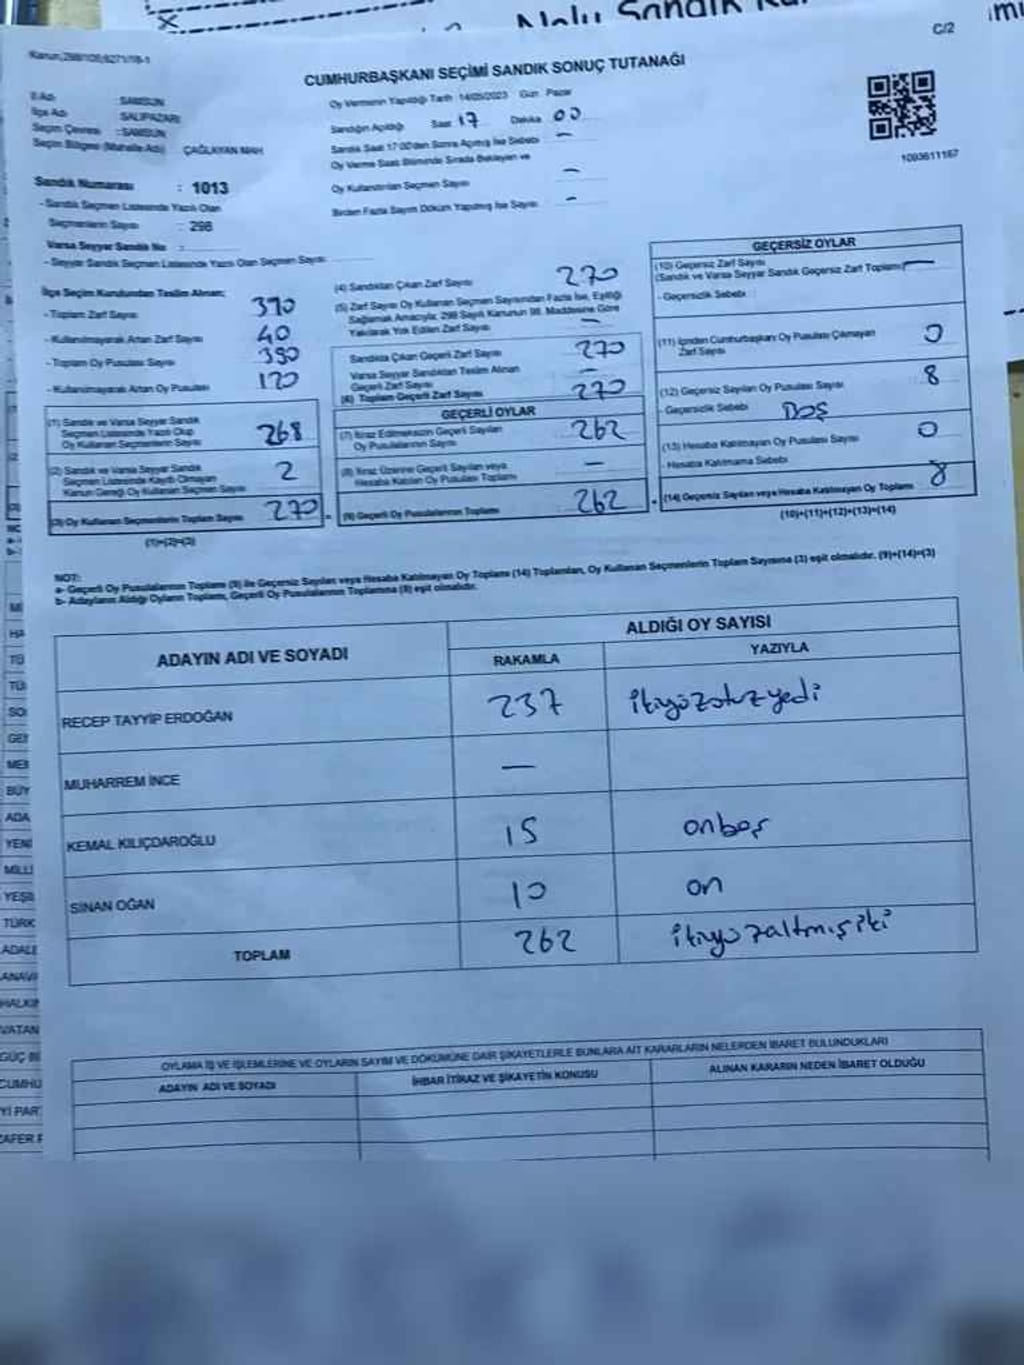 C/2
CUMHURBAŞKANI SEÇİMİ SANDIK SONUÇ TUTANAĞI
İl Adı : SAMSUN
İlçe Adı : SALIPAZARI
Seçim Çevresi : SAMSUN
Seçim Bölgesi (Mahalle Adı) ÇAĞLAYAN MAH
Sandık Numarası : 1013
- Sandık Seçmen Listesinde Yazılı Olan
Seçmenlerin Sayısı : 298
Varsa Seyyar Sandık No :
- Seyyar Sandık Seçmen Listesinde Yazılı Olan Seçmen Sayısı
Oy Vermenin Yapıldığı Tarih 14/05/2023 Gün Pazar
Sandığın Açıldığı Saat 17 Dakika 00
Sandık Saat 17:00'den Sonra Açılmış İse Sebebi —
Oy Verme Saati Bitiminde Sırada Bekleyen ve
Oy Kullandırılan Seçmen Sayısı —
Birden Fazla Sayım Döküm Yapılmış İse Sayısı —
1093611167
İlçe Seçim Kurulundan Teslim Alınan;
- Toplam Zarf Sayısı 310
- Kullanılmayarak Artan Zarf Sayısı 40
- Toplam Oy Pusulası Sayısı 390
- Kullanılmayarak Artan Oy Pusulası 120
(1) Sandık ve Varsa Seyyar Sandık
Seçmen Listesinde Yazılı Olup
Oy Kullanan Seçmenlerin Sayısı 268
(2) Sandık ve Varsa Seyyar Sandık
Seçmen Listesinde Kayıtlı Olmayan
Kanun Gereği Oy Kullanan Seçmen Sayısı 2
(3) Oy Kullanan Seçmenlerin Toplam Sayısı 270
(1)+(2)=(3)
(4) Sandıktan Çıkan Zarf Sayısı 270
(5) Zarf Sayısı Oy Kullanan Seçmen Sayısından Fazla İse, Eşitliği
Sağlamak Amacıyla; 298 Sayılı Kanunun 98. Maddesine Göre
Yakılarak Yok Edilen Zarf Sayısı —
Sandıkta Çıkan Geçerli Zarf Sayısı 270
Varsa Seyyar Sandıktan Teslim Alınan
Geçerli Zarf Sayısı —
(6) Toplam Geçerli Zarf Sayısı 270
GEÇERLİ OYLAR
(7) İtiraz Edilmeksizin Geçerli Sayılan
Oy Pusulalarının Sayısı 262
(8) İtiraz Üzerine Geçerli Sayılan veya
Hesaba Katılan Oy Pusulası Toplamı —
(9) Geçerli Oy Pusulalarının Toplamı 262
GEÇERSİZ OYLAR
(10) Geçersiz Zarf Sayısı
(Sandık ve Varsa Seyyar Sandık Geçersiz Zarf Toplamı) —
- Geçersizlik Sebebi :
(11) İçinden Cumhurbaşkanı Oy Pusulası Çıkmayan
Zarf Sayısı 0
(12) Geçersiz Sayılan Oy Pusulası Sayısı 8
- Geçersizlik Sebebi Boş
(13) Hesaba Katılmayan Oy Pusulası Sayısı 0
- Hesaba Katılmama Sebebi
(14) Geçersiz Sayılan veya Hesaba Katılmayan Oy Toplamı 8
(10)+(11)+(12)+(13)=(14)
NOT:
a- Geçerli Oy Pusulalarının Toplamı (9) ile Geçersiz Sayılan veya Hesaba Katılmayan Oy Toplamı (14) Toplamları, Oy Kullanan Seçmenlerin Toplam Sayısına (3) eşit olmalıdır. (9)+(14)=(3)
b- Adayların Aldığı Oyların Toplamı, Geçerli Oy Pusulalarının Toplamına (9) eşit olmalıdır.
ADAYIN ADI VE SOYADI ALDIĞI OY SAYISI
RAKAMLA YAZIYLA
RECEP TAYYİP ERDOĞAN 237 ikiyüzotuzyedi
MUHARREM İNCE —
KEMAL KILIÇDAROĞLU 15 onbeş
SİNAN OĞAN 10 on
TOPLAM 262 ikiyüzaltmışiki
OYLAMA İŞ VE İŞLEMLERİNE VE OYLARIN SAYIM VE DÖKÜMÜNE DAİR ŞİKAYETLERLE BUNLARA AİT KARARLARIN NELERDEN İBARET BULUNDUKLARI
ADAYIN ADI VE SOYADI İHBAR İTİRAZ VE ŞİKAYETİN KONUSU ALINAN KARARIN NEDEN İBARET OLDUĞU